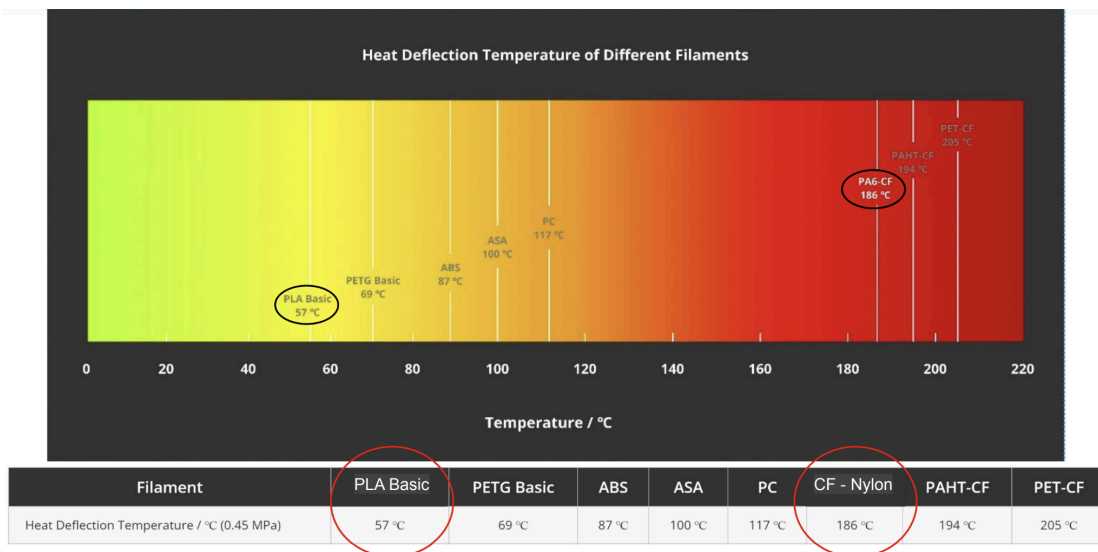 Heat Deflection Temperature of Different Filaments
PET-CF
205 ℃
PAHT-CF
194 ℃
PA6-CF
186 ℃
PC
117 ℃
ASA
100 ℃
ABS
87 ℃
PETG Basic
69 ℃
PLA Basic
57 ℃
0 20 40 60 80 100 120 140 160 180 200 220
Temperature / ℃
Filament PLA Basic PETG Basic ABS ASA PC CF - Nylon PAHT-CF PET-CF
Heat Deflection Temperature / ℃ (0.45 MPa) 57 ℃ 69 ℃ 87 ℃ 100 ℃ 117 ℃ 186 ℃ 194 ℃ 205 ℃